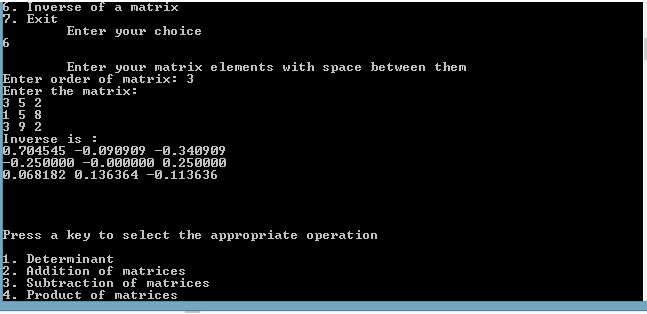 6. Inverse of a matrix
7. Exit
Enter your choice
6
Enter your matrix elements with space between them
Enter order of matrix: 3
Enter the matrix:
3 5 2
1 5 8
3 9 2
Inverse is :
0.704545 -0.090909 -0.340909
-0.250000 -0.000000 0.250000
0.068182 0.136364 -0.113636
Press a key to select the appropriate operation
1. Determinant
2. Addition of matrices
3. Subtraction of matrices
4. Product of matrices